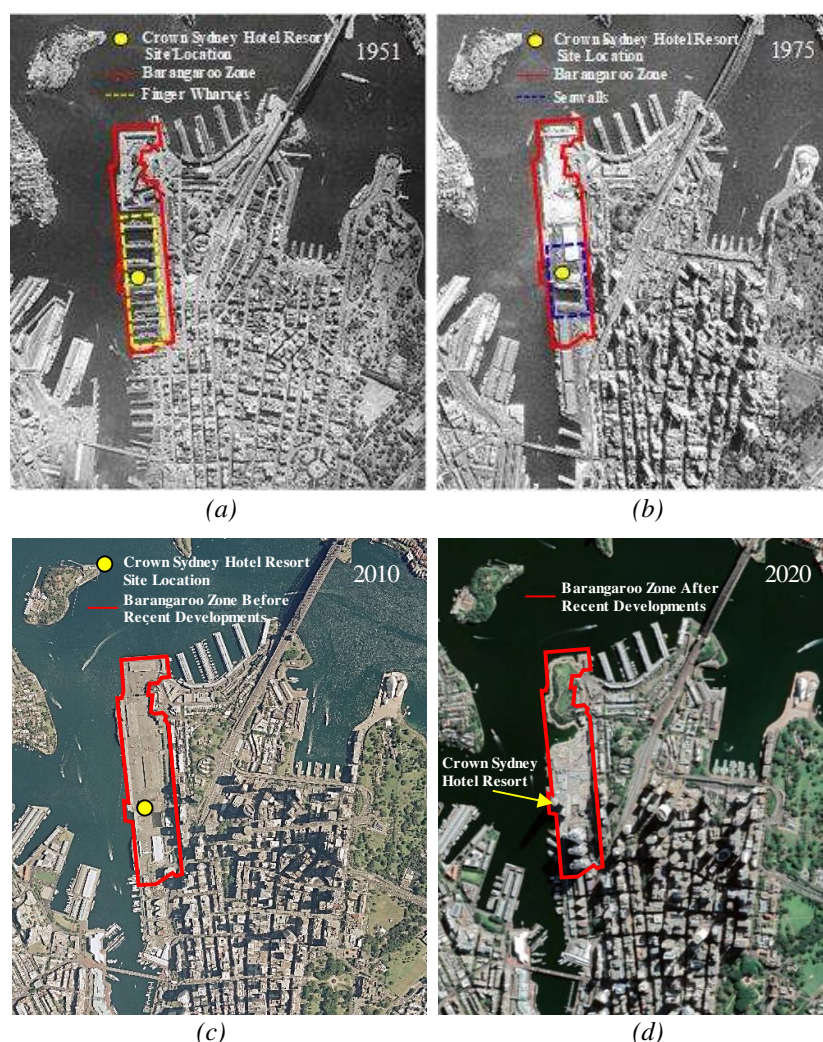 Crown Sydney Hotel Resort
Site Location
1951
Barangaroo Zone
Finger Wharves
(a)
Crown Sydney Hotel Resort
Site Location
1975
Barangaroo Zone
Seawalls
(b)
Crown Sydney Hotel Resort
Site Location
2010
Barangaroo Zone Before
Recent Developments
(c)
2020
Barangaroo Zone After
Recent Developments
Crown Sydney
Hotel Resort
(d)